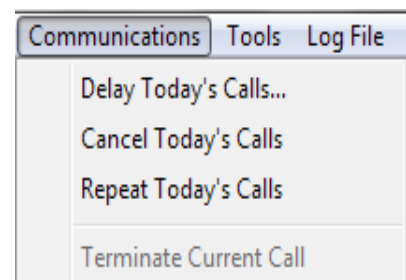 Communications Tools Log File
Delay Today's Calls...
Cancel Today's Calls
Repeat Today's Calls
Terminate Current Call